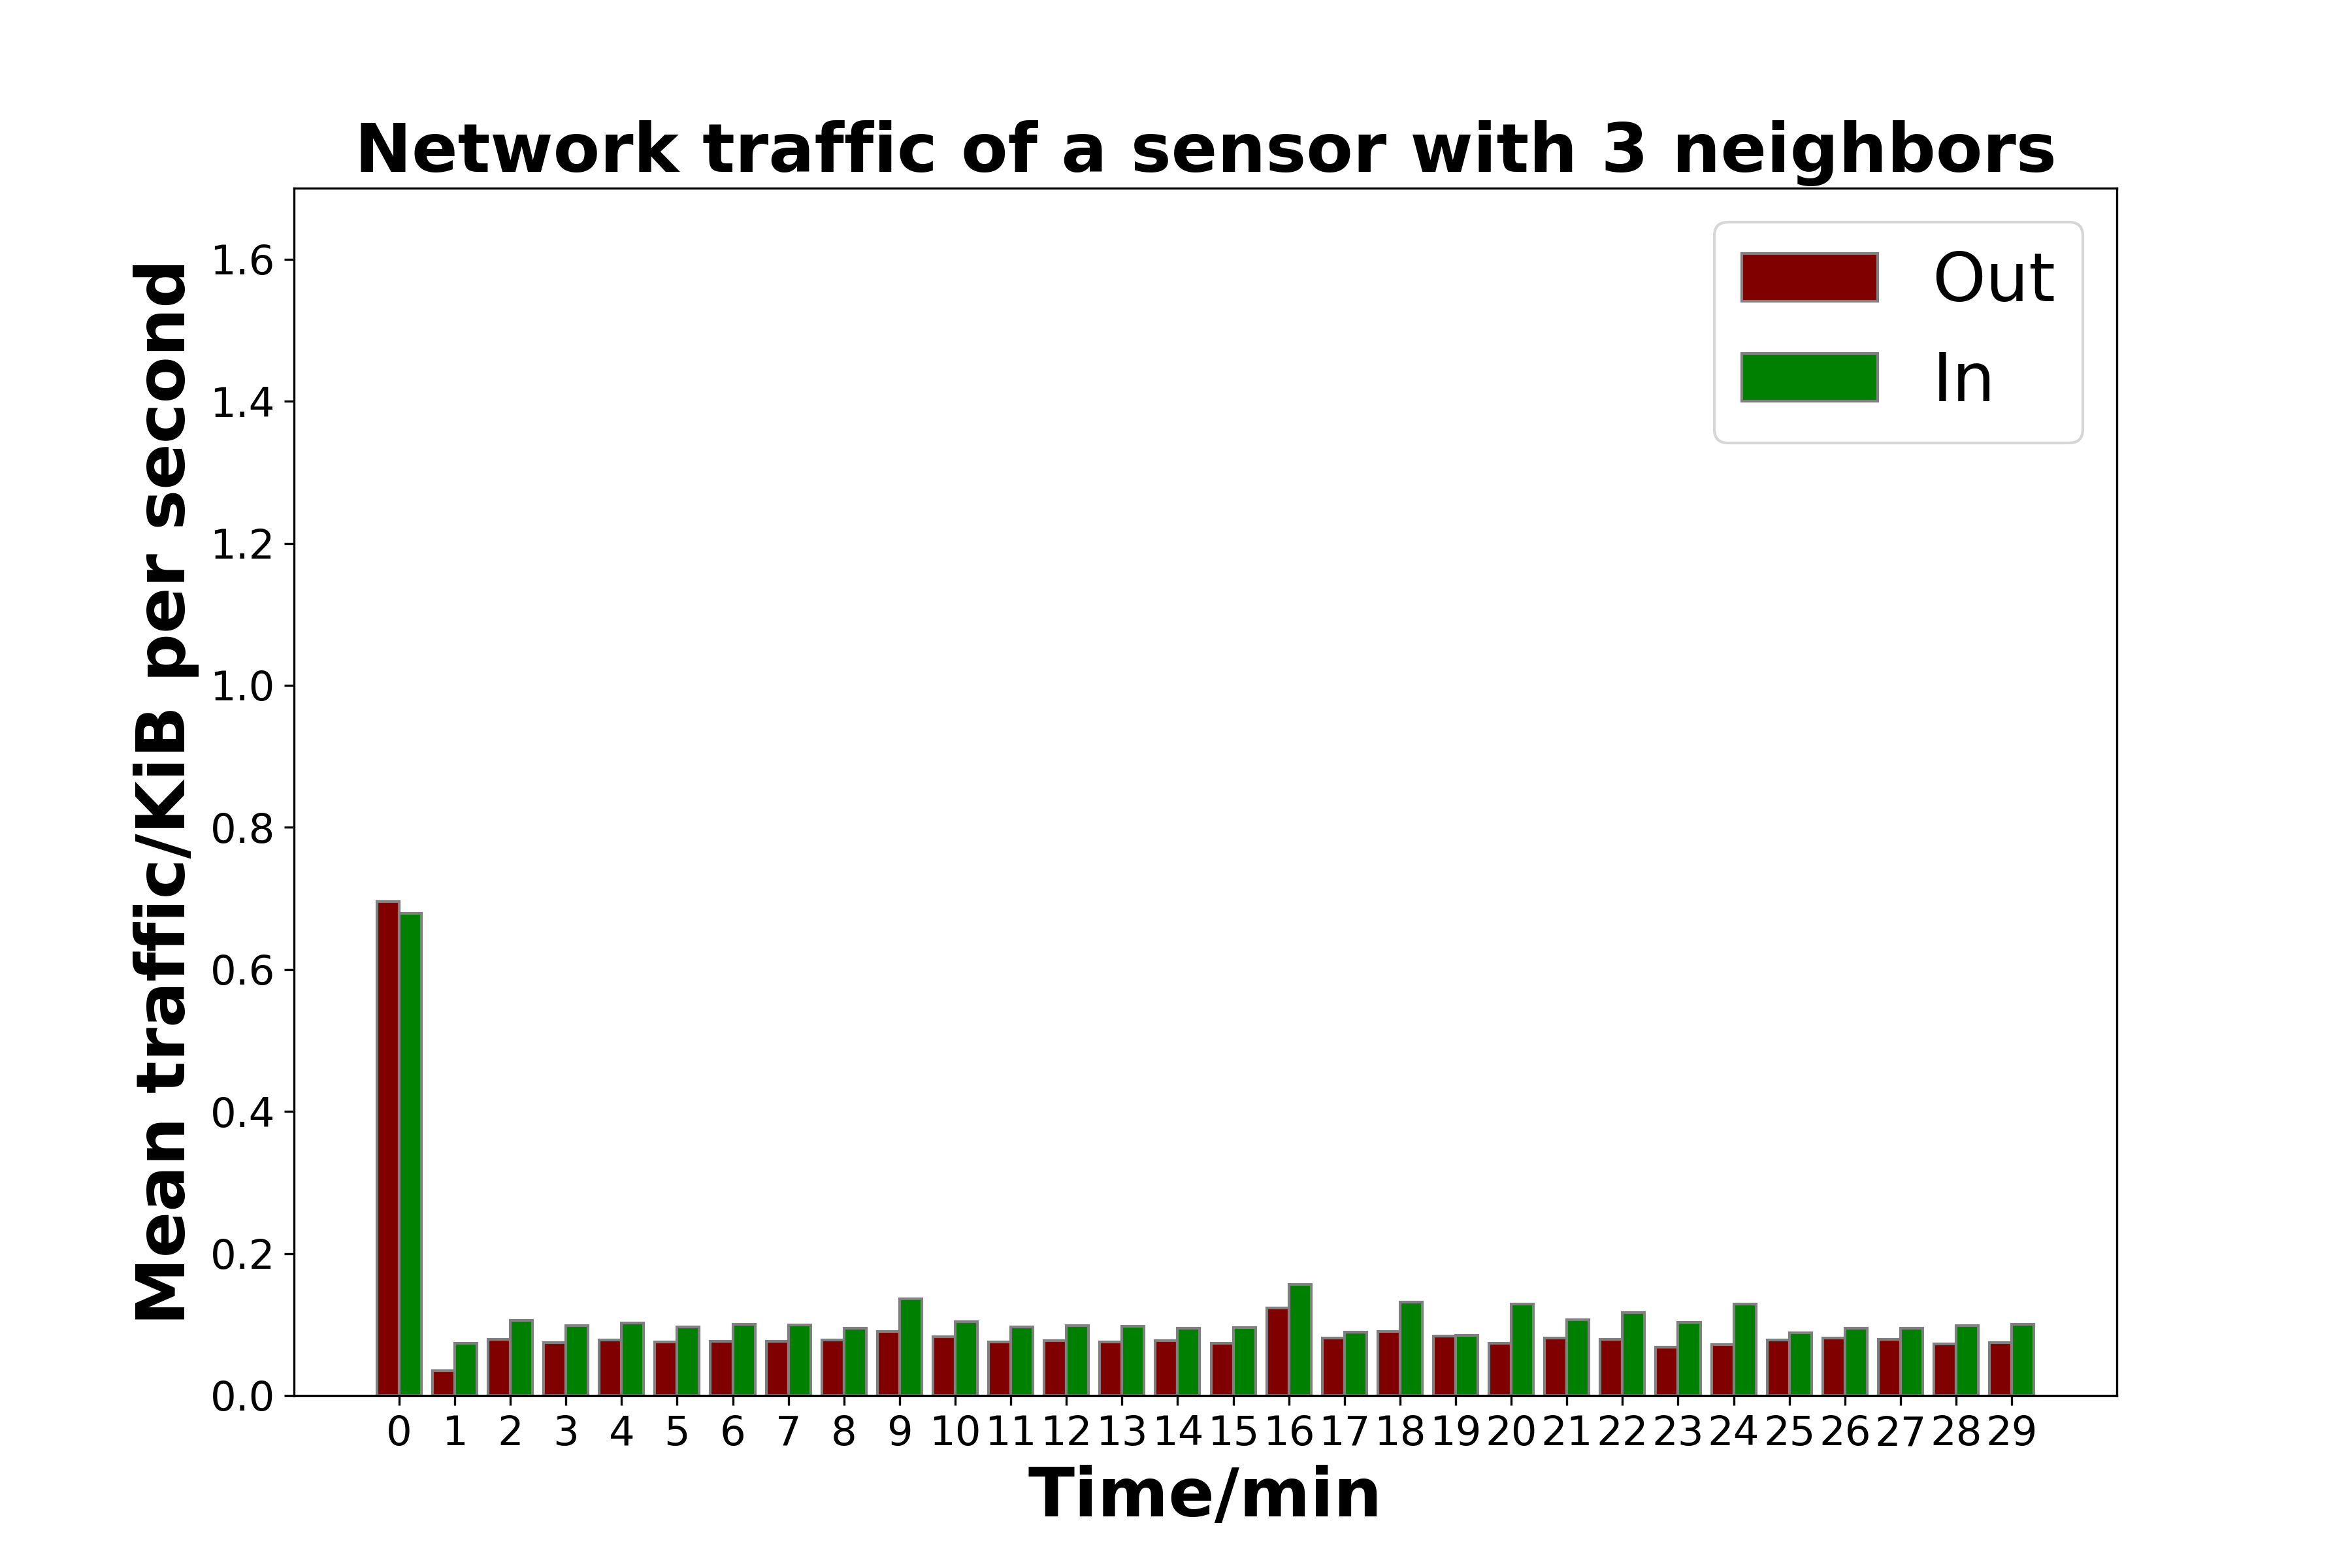 Network traffic of a sensor with 3 neighbors
Out
In
Mean traffic/KiB per second
1.6
1.4
1.2
1.0
0.8
0.6
0.4
0.2
0.0
0 1 2 3 4 5 6 7 8 9 10 11 12 13 14 15 16 17 18 19 20 21 22 23 24 25 26 27 28 29
Time/min